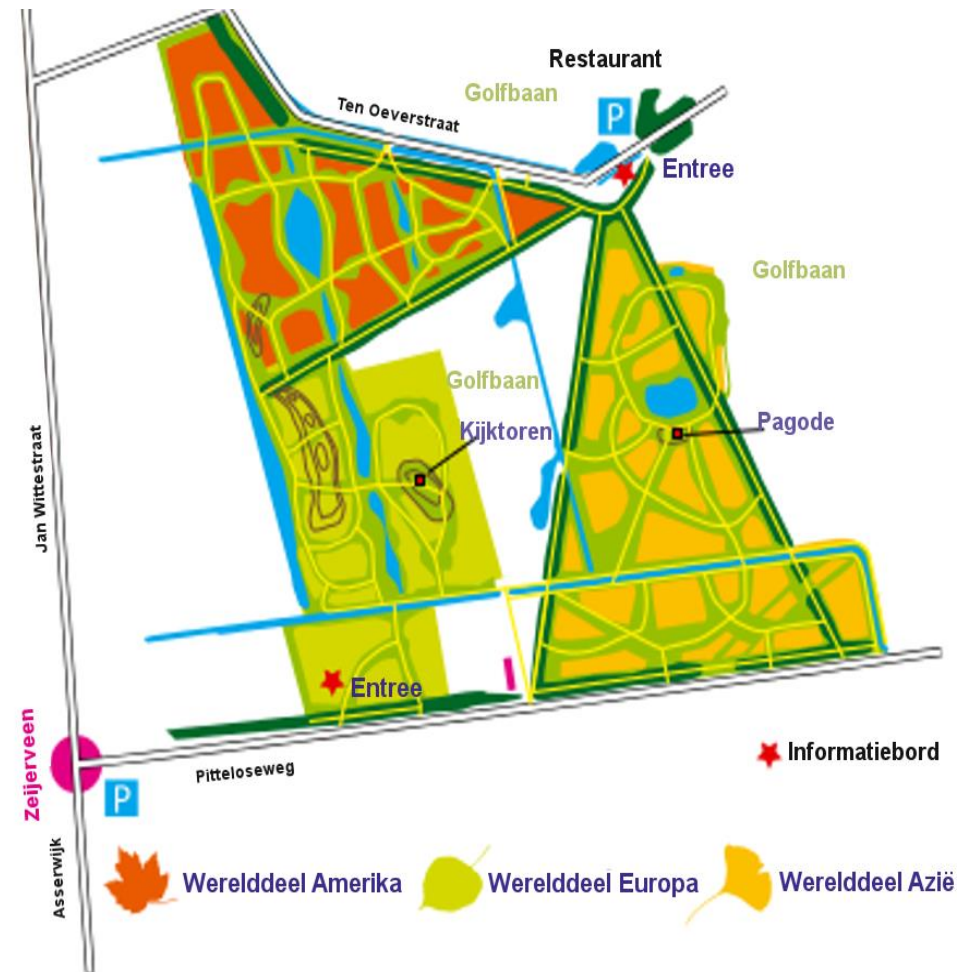 Restaurant
Golfbaan
P
Ten Oeverstraat
Entree
Golfbaan
Golfbaan
Kijktoren
Pagode
Jan Wittestraat
Entree
Zeijerveen
Informatiebord
Pitteloseweg
P
Asserwijk
Werelddeel Amerika
Werelddeel Europa
Werelddeel Azië